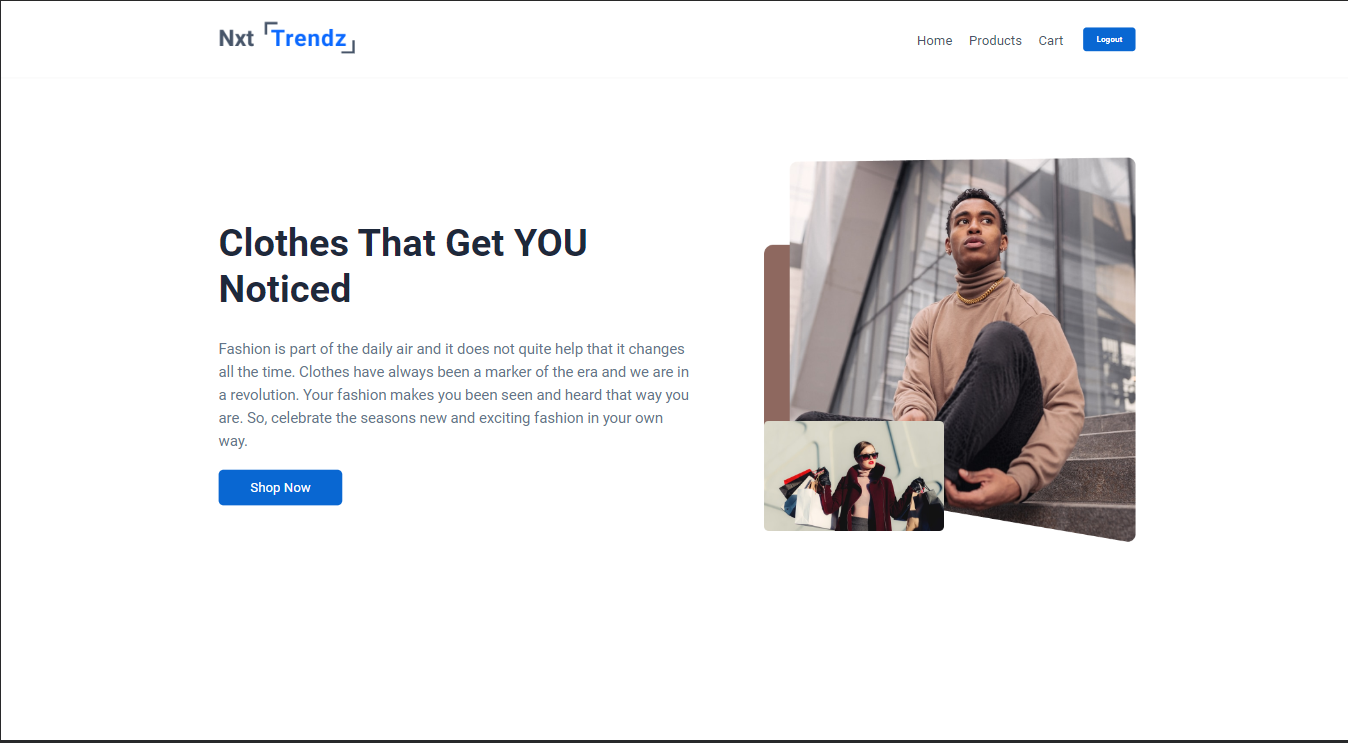 Nxt Trendz
Home Products Cart Logout
Clothes That Get YOU
Noticed
Fashion is part of the daily air and it does not quite help that it changes
all the time. Clothes have always been a marker of the era and we are in
a revolution. Your fashion makes you been seen and heard that way you
are. So, celebrate the seasons new and exciting fashion in your own
way.
Shop Now